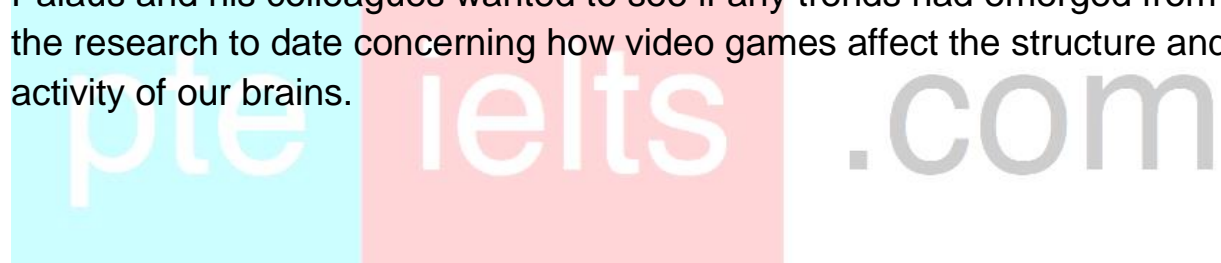 Palaus and his colleagues wanted to see if any trends had emerged from
the research to date concerning how video games affect the structure and
activity of our brains.
pte ielts .com